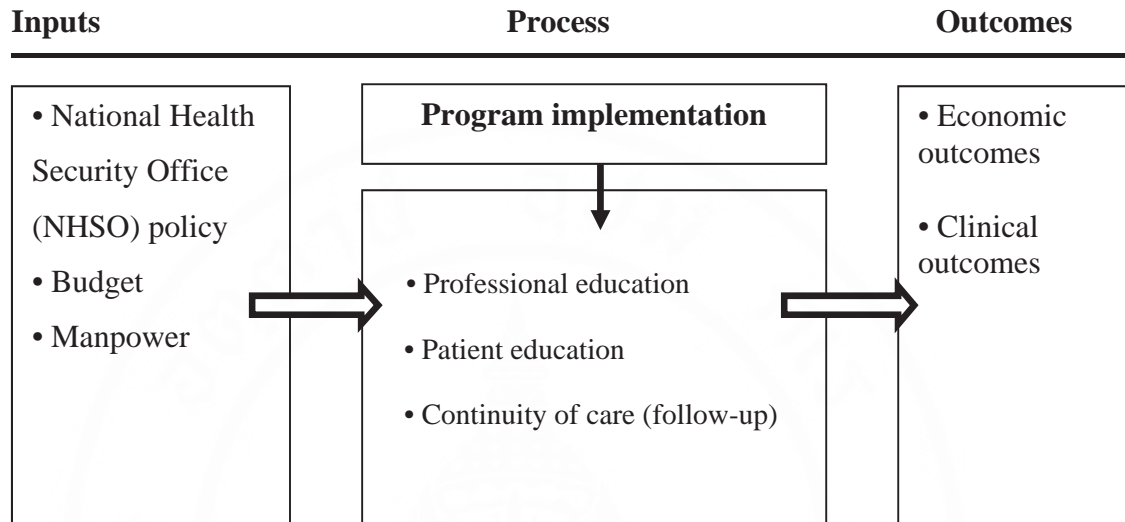 Inputs Process Outcomes
• National Health
Security Office
(NHSO) policy
• Budget
• Manpower
Program implementation
• Professional education
• Patient education
• Continuity of care (follow-up)
• Economic
outcomes
• Clinical
outcomes